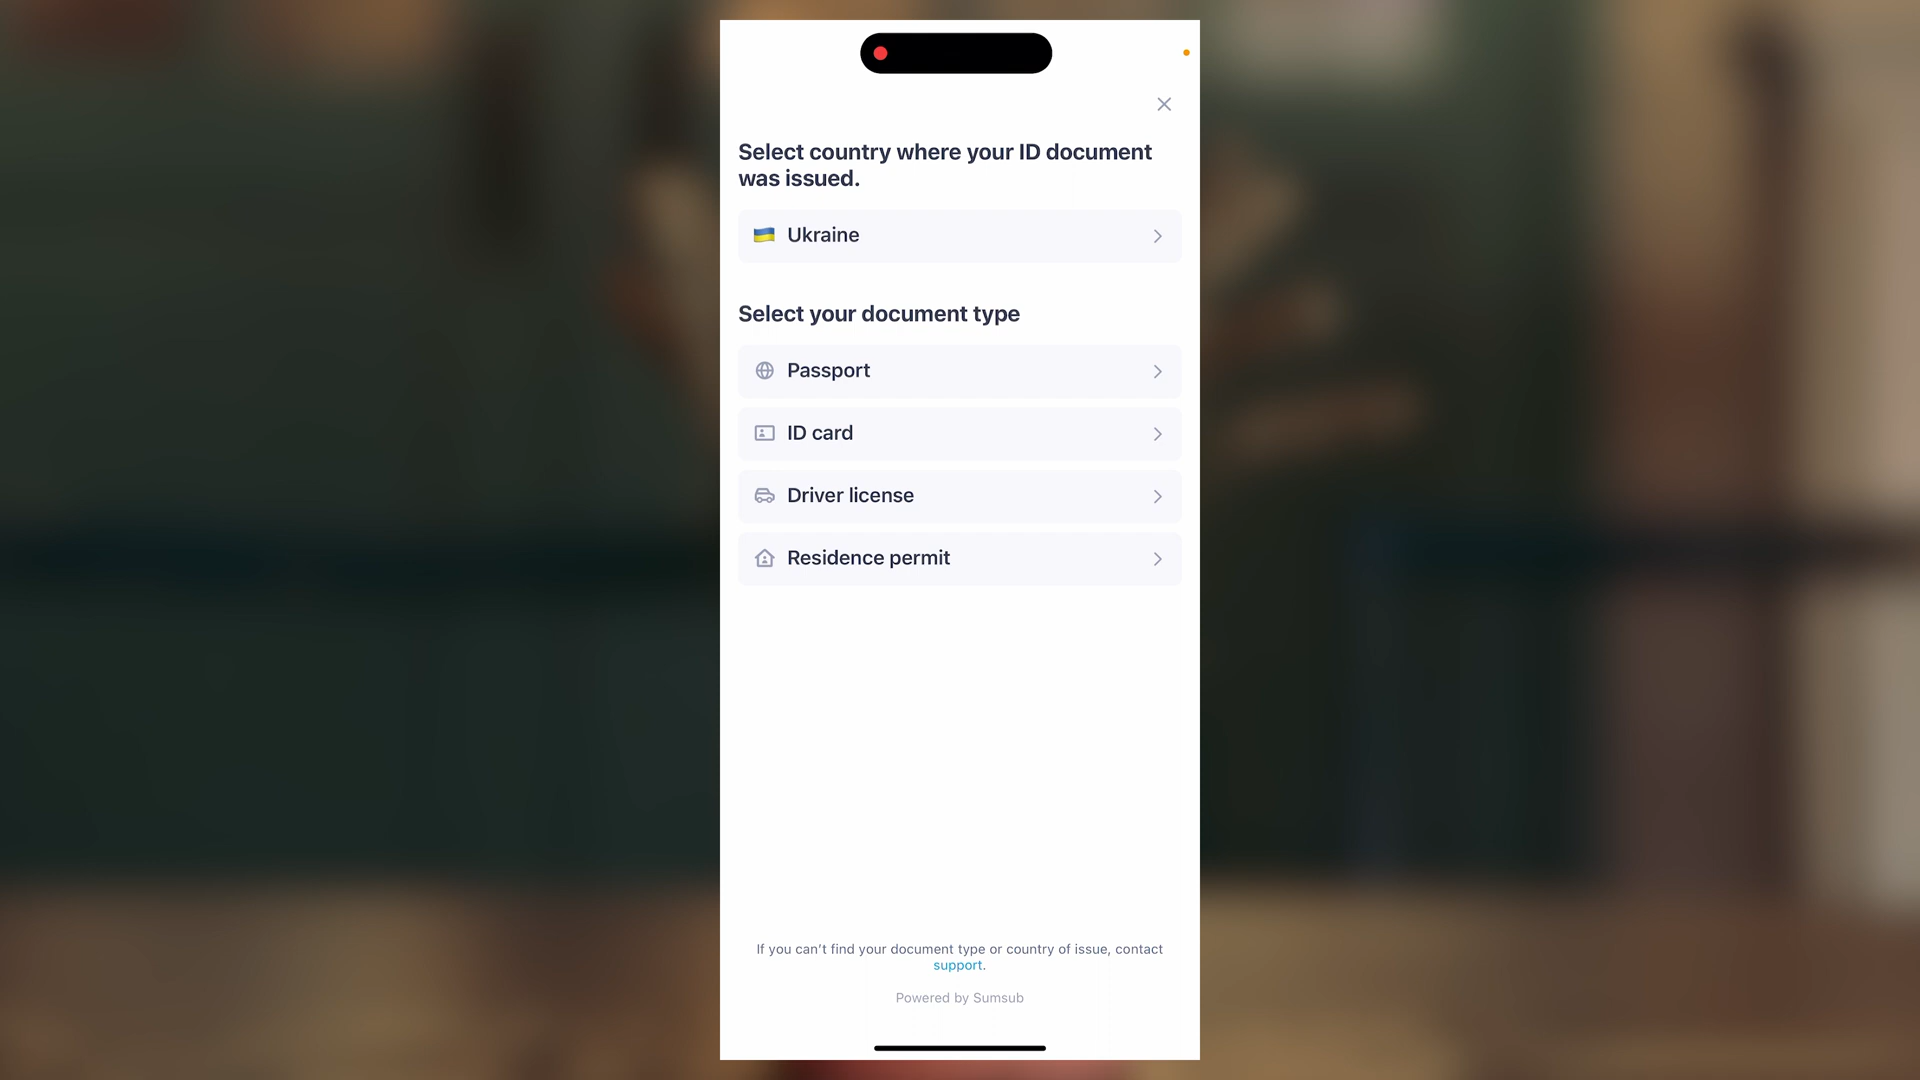 Select country where your ID document
was issued.
Ukraine
Select your document type
Passport
ID card
Driver license
Residence permit
If you can't find your document type or country of issue, contact
support.
Powered by Sumsub